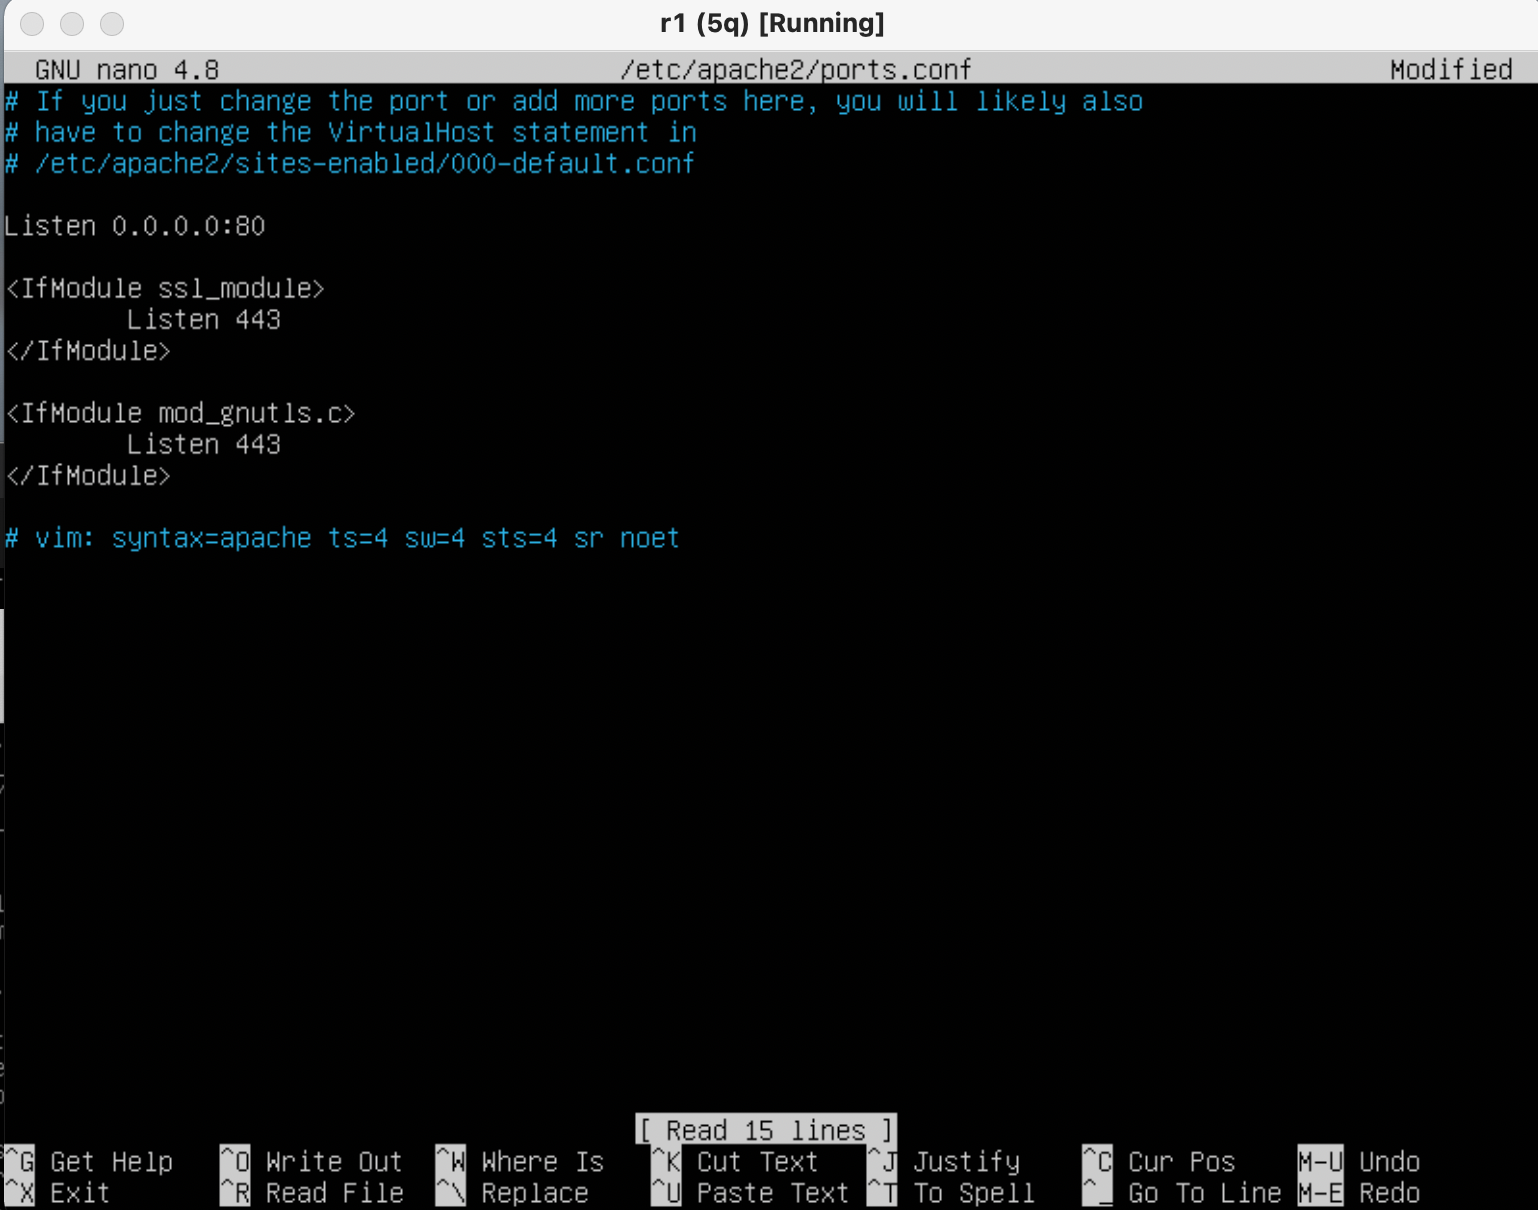 r1 (5q) [Running]
GNU nano 4.8 /etc/apache2/ports.conf Modified
# If you just change the port or add more ports here, you will likely also
# have to change the VirtualHost statement in
# /etc/apache2/sites-enabled/000-default.conf
Listen 0.0.0.0:80
<IfModule ssl_module>
        Listen 443
</IfModule>
<IfModule mod_gnutls.c>
        Listen 443
</IfModule>
# vim: syntax=apache ts=4 sw=4 sts=4 sr noet
[ Read 15 lines ]
^G Get Help ^O Write Out ^W Where Is ^K Cut Text ^J Justify ^C Cur Pos M-U Undo
^X Exit ^R Read File ^\ Replace ^U Paste Text ^T To Spell ^_ Go To Line M-E Redo